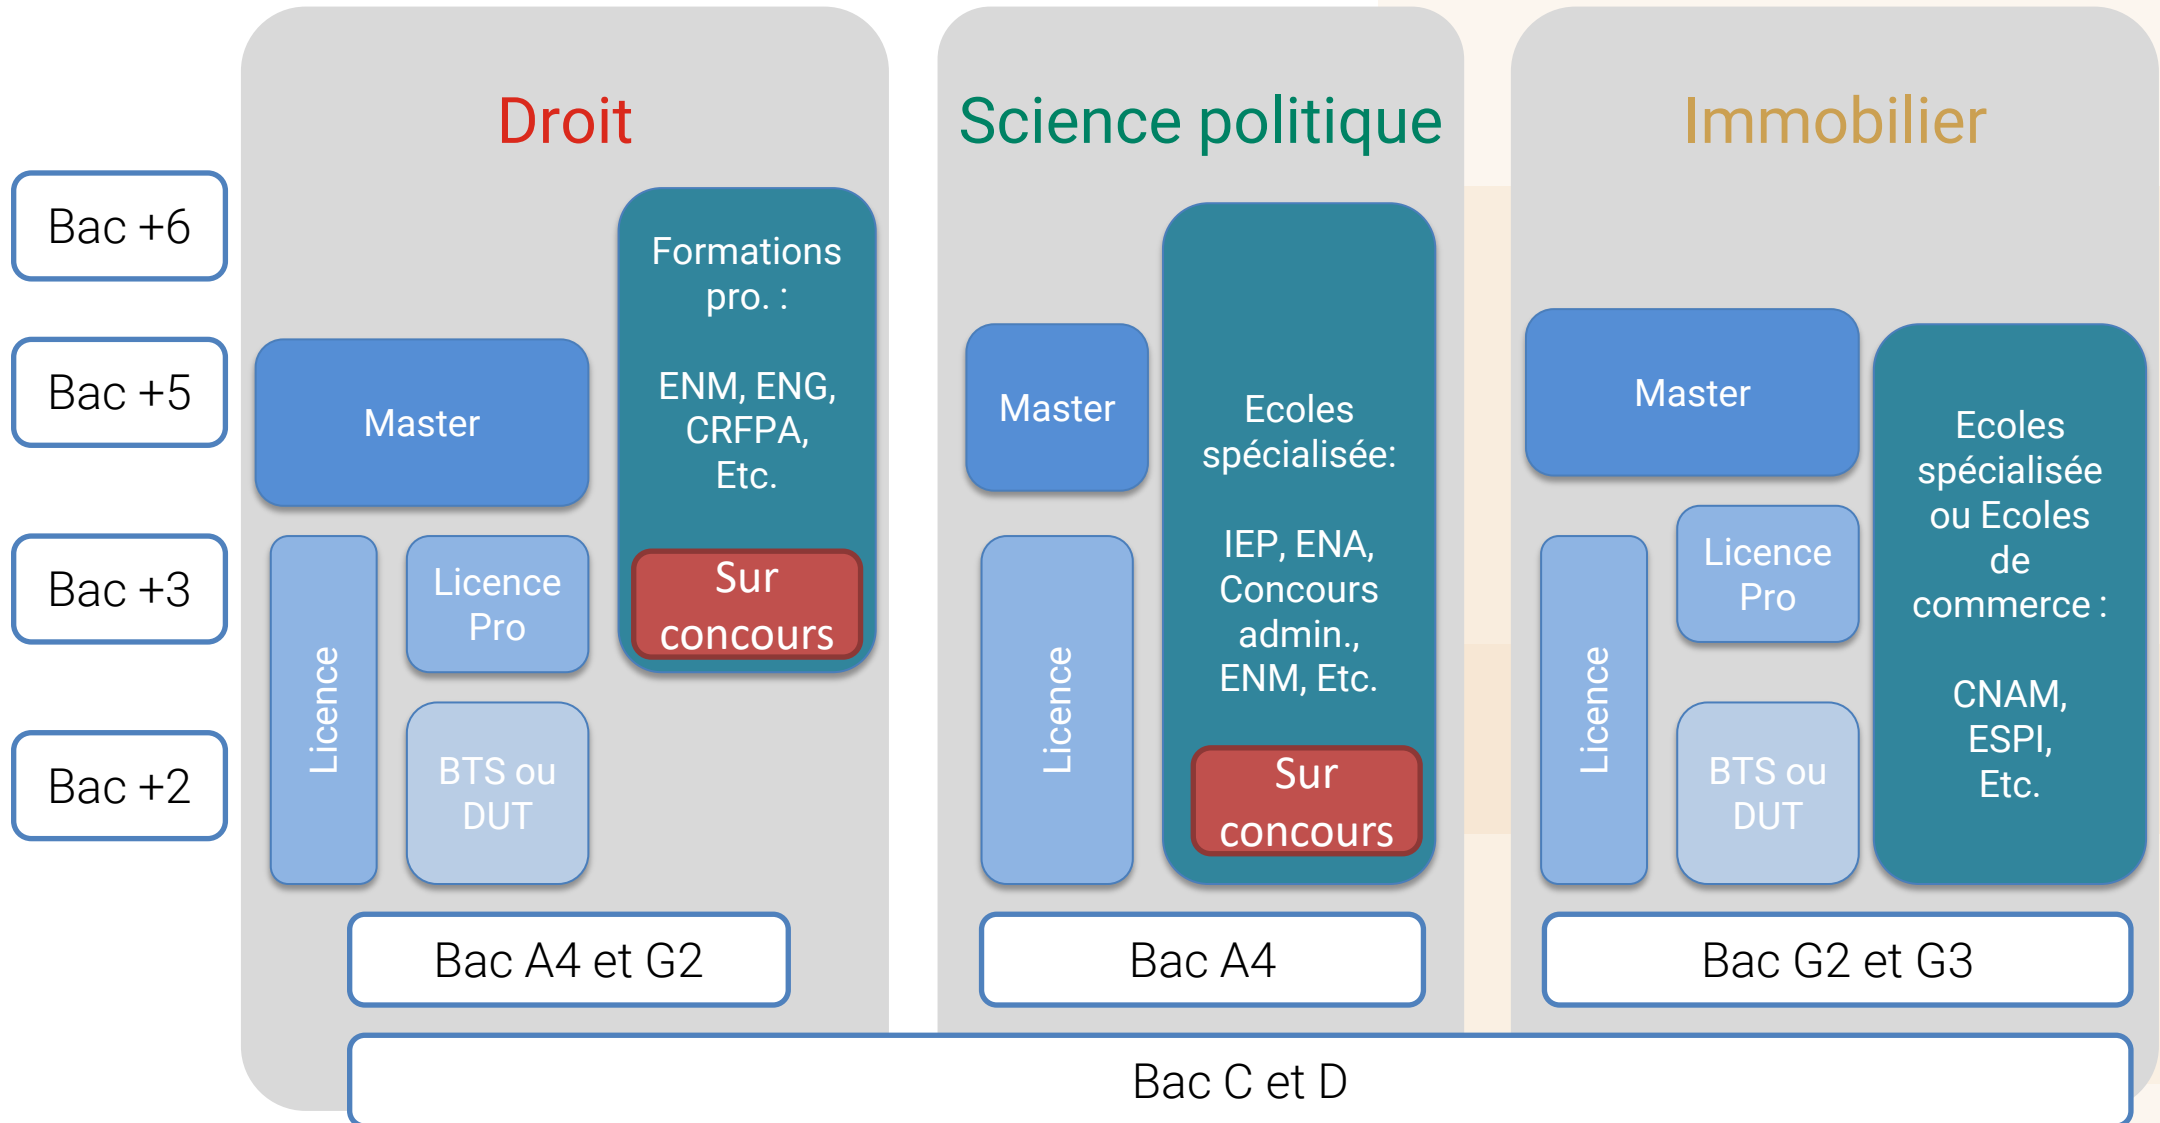 Droit
Science politique
Immobilier
Bac +6
Bac +5
Bac +3
Bac +2
Formations
pro. :
ENM, ENG,
CRFPA,
Etc.
Sur
concours
Master
Licence
Licence
Pro
BTS ou
DUT
Bac A4 et G2
Master
Licence
Ecoles
spécialisée:
IEP, ENA,
Concours
admin.,
ENM, Etc.
Sur
concours
Bac A4
Master
Licence
Licence
Pro
BTS ou
DUT
Ecoles
spécialisée
ou Ecoles
de
commerce :
CNAM,
ESPI,
Etc.
Bac G2 et G3
Bac C et D